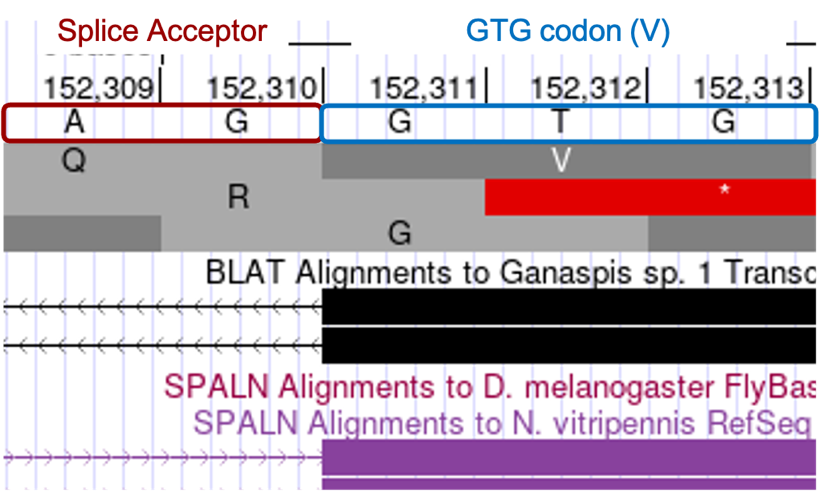 Splice Acceptor GTG codon (V)
152,309 152,310 152,311 152,312 152,313
A G G T G
Q V
R *
G
BLAT Alignments to Ganaspis sp. 1 Transc
SPALN Alignments to D. melanogaster FlyBas
SPALN Alignments to N. vitripennis RefSeq